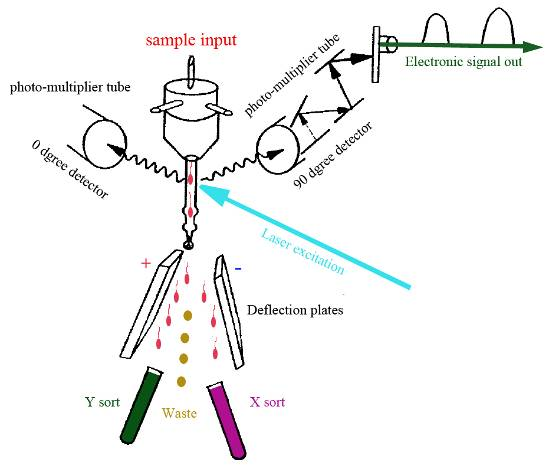 sample input
photo-multiplier tube
0 dgree detector
photo-multiplier tube
90 dgree detector
Electronic signal out
Laser excitation
+
-
Deflection plates
Y sort
Waste
X sort